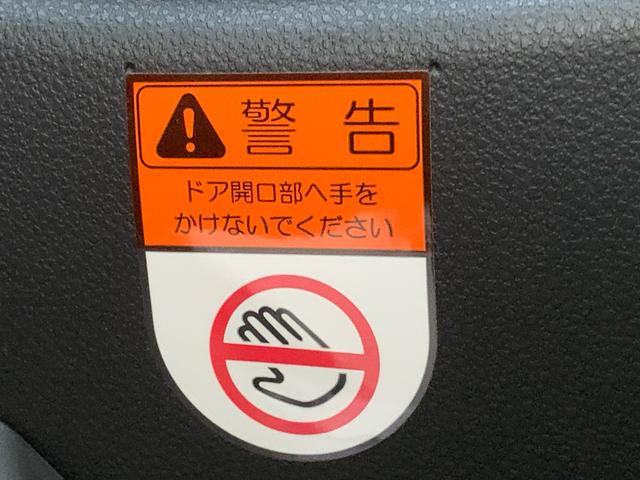 警告
ドア開口部へ手を
かけないでください